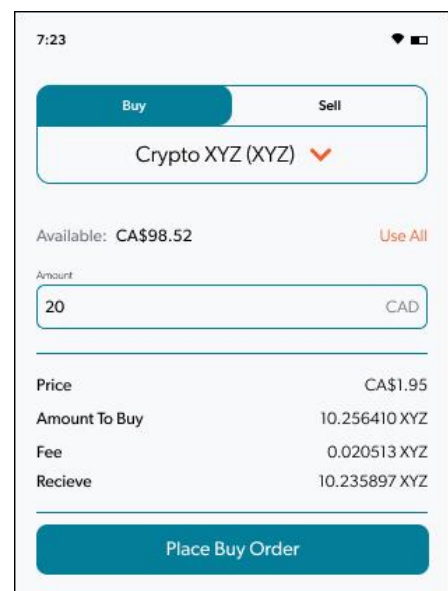 7:23
Buy Sell
Crypto XYZ (XYZ)
Available: CA$98.52 Use All
Amount
20 CAD
Price CA$1.95
Amount To Buy 10.256410 XYZ
Fee 0.020513 XYZ
Recieve 10.235897 XYZ
Place Buy Order